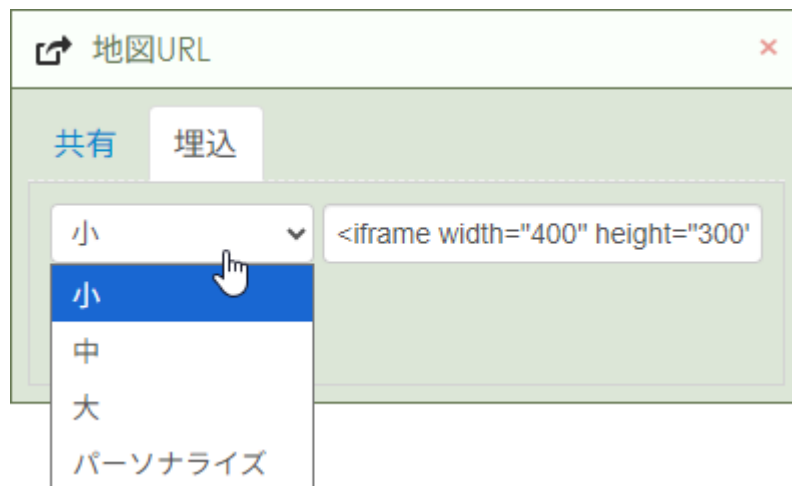 地図URL
×
共有 埋込
小 <iframe width="400" height="300"
小
中
大
パーソナライズ